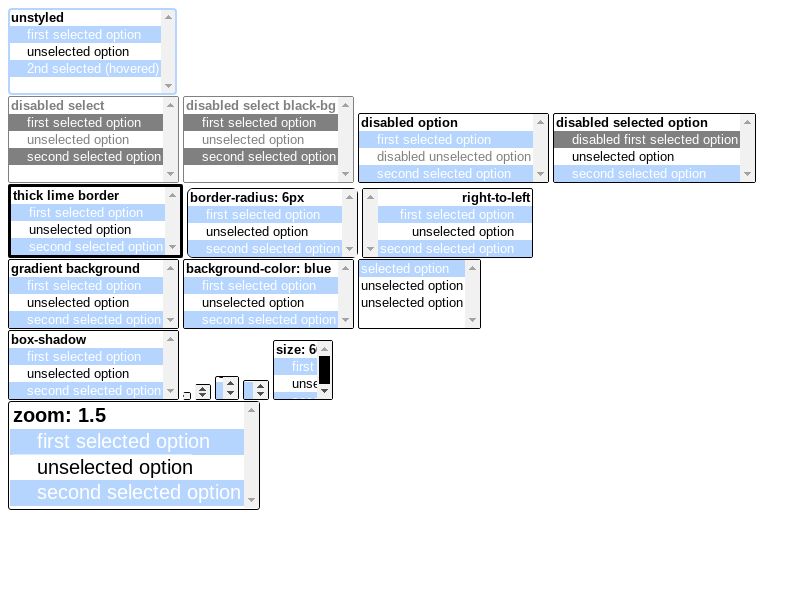 unstyled
first selected option
unselected option
2nd selected (hovered)
disabled select
first selected option
unselected option
second selected option
disabled select black-bg
first selected option
unselected option
second selected option
disabled option
first selected option
disabled unselected option
second selected option
disabled selected option
disabled first selected option
unselected option
second selected option
thick lime border
first selected option
unselected option
second selected option
border-radius: 6px
first selected option
unselected option
second selected option
right-to-left
first selected option
unselected option
second selected option
gradient background
first selected option
unselected option
second selected option
background-color: blue
first selected option
unselected option
second selected option
selected option
unselected option
unselected option
box-shadow
first selected option
unselected option
second selected option
size: 6
first
unse
zoom: 1.5
first selected option
unselected option
second selected option